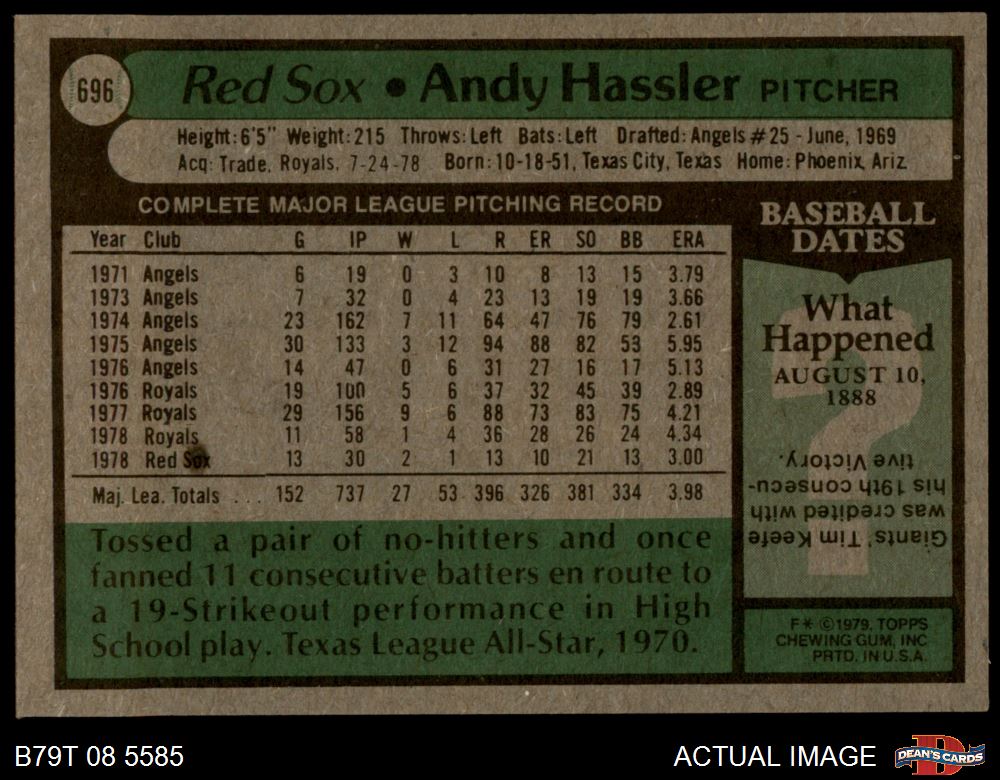 696
Red Sox • Andy Hassler PITCHER
Height: 6'5" Weight: 215 Throws: Left Bats: Left Drafted: Angels #25 - June, 1969
Acq: Trade, Royals, 7-24-78 Born: 10-18-51, Texas City, Texas Home: Phoenix, Ariz.
COMPLETE MAJOR LEAGUE PITCHING RECORD
Year Club G IP W L R ER SO BB ERA
1971 Angels 6 19 0 3 10 8 13 15 3.79
1973 Angels 7 32 0 4 23 13 19 19 3.66
1974 Angels 23 162 7 11 64 47 76 79 2.61
1975 Angels 30 133 3 12 94 88 82 53 5.95
1976 Angels 14 47 0 6 31 27 16 17 5.13
1976 Royals 19 100 5 6 37 32 45 39 2.89
1977 Royals 29 156 9 6 88 73 83 75 4.21
1978 Royals 11 58 1 4 36 28 26 24 4.34
1978 Red Sox 13 30 2 1 13 10 21 13 3.00
Maj. Lea. Totals . . . 152 737 27 53 396 326 381 334 3.98
Tossed a pair of no-hitters and once
fanned 11 consecutive batters en route to
a 19-Strikeout performance in High
School play. Texas League All-Star, 1970.
BASEBALL
DATES
What
Happened
AUGUST 10,
1888
?
Giants' Tim Keefe
was credited with
his 19th consecu-
tive Victory.
F* ©1979, TOPPS
CHEWING GUM, INC
PRTD. IN U.S.A.
B79T 08 5585
ACTUAL IMAGE
D
DEAN'S CARDS